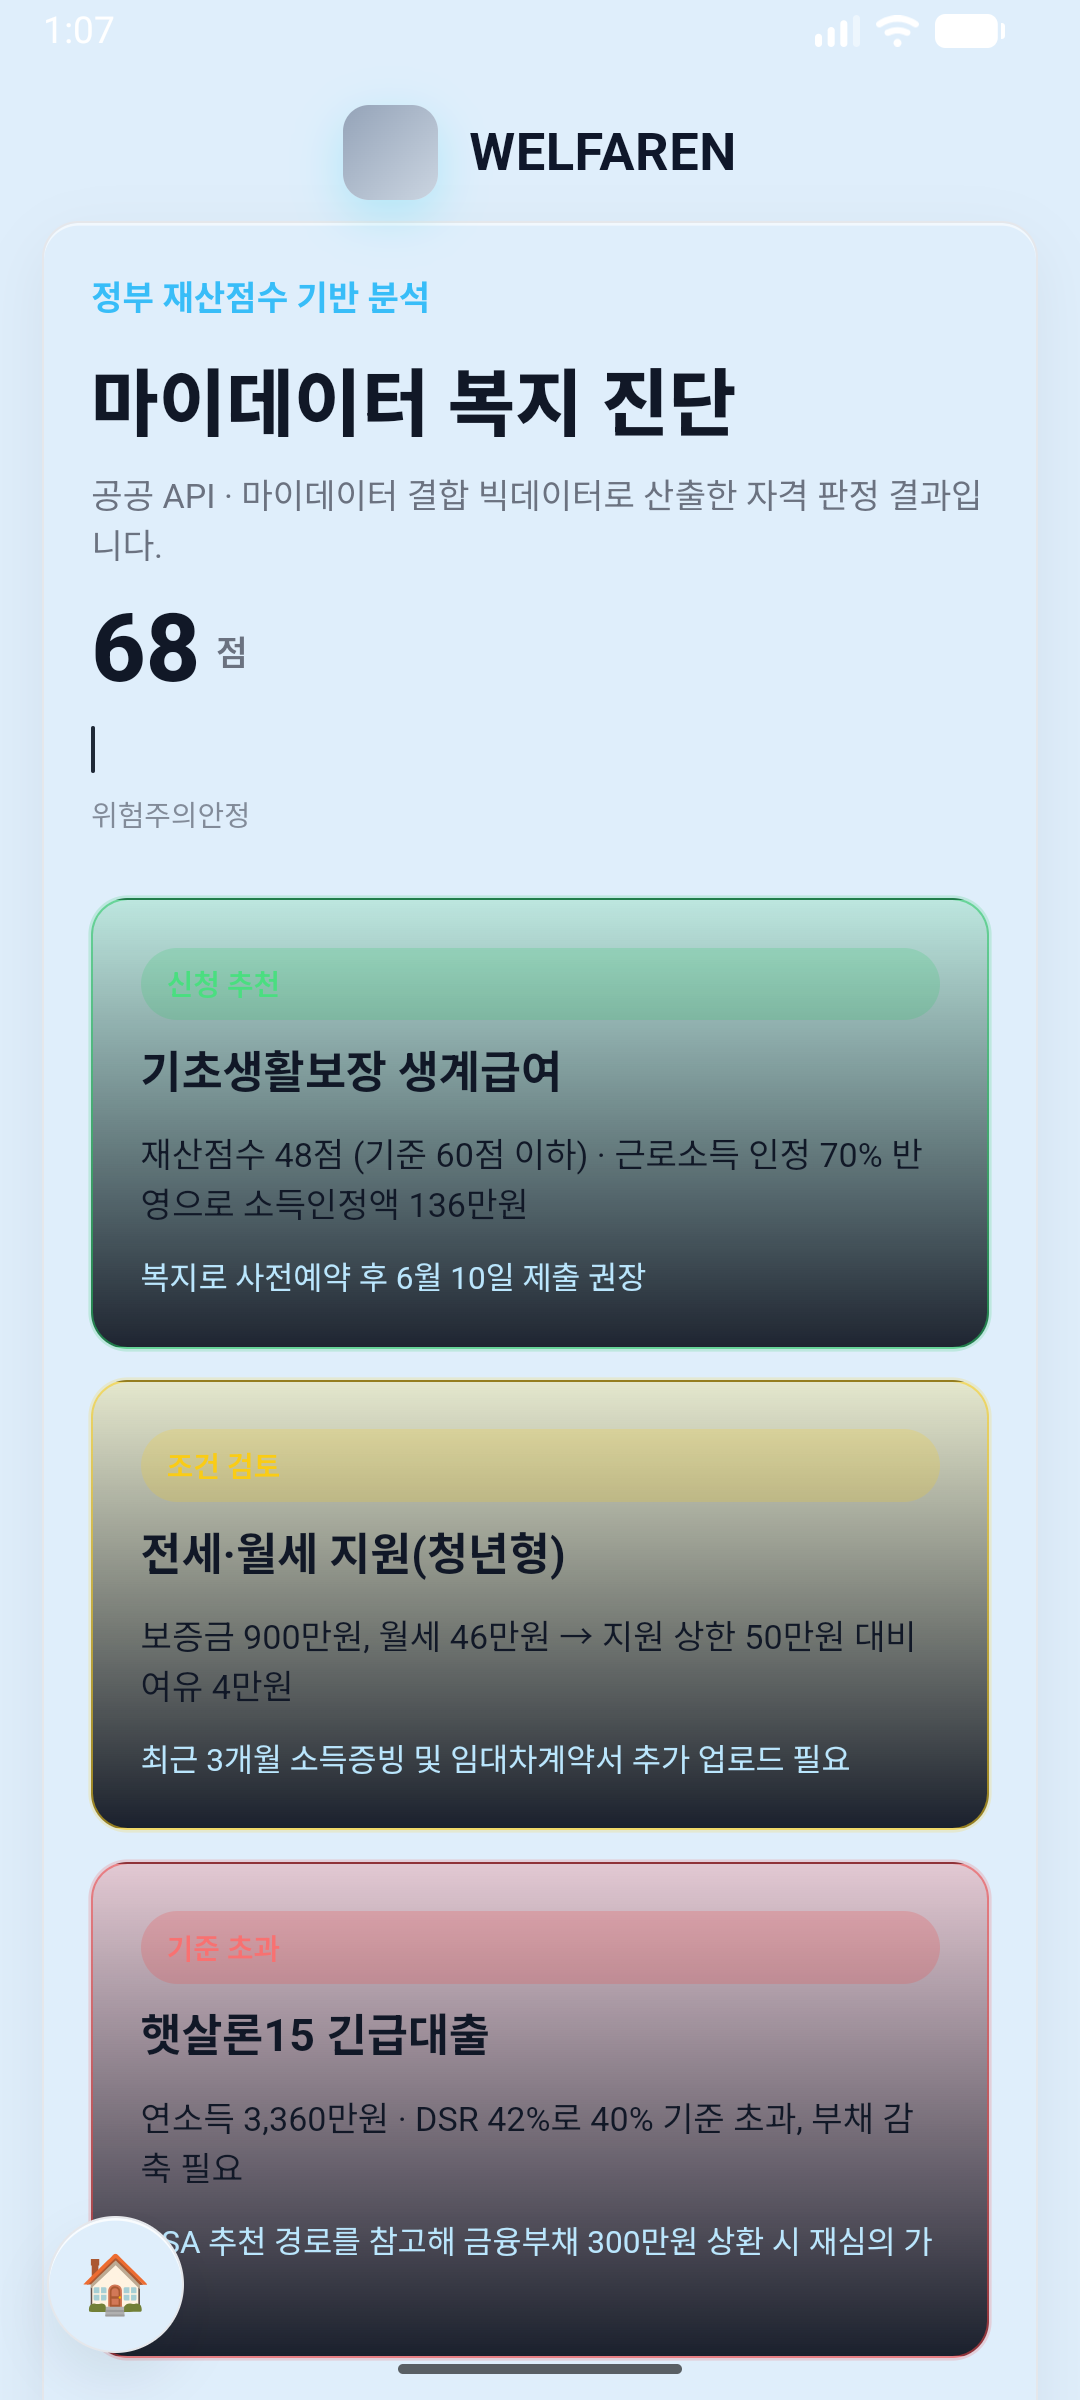 1:07
WELFAREN
정부 재산점수 기반 분석
마이데이터 복지 진단
공공 API · 마이데이터 결합 빅데이터로 산출한 자격 판정 결과입
니다.
68 점
위험주의안정
신청 추천
기초생활보장 생계급여
재산점수 48점 (기준 60점 이하) · 근로소득 인정 70% 반
영으로 소득인정액 136만원
복지로 사전예약 후 6월 10일 제출 권장
조건 검토
전세·월세 지원(청년형)
보증금 900만원, 월세 46만원 → 지원 상한 50만원 대비
여유 4만원
최근 3개월 소득증빙 및 임대차계약서 추가 업로드 필요
기준 초과
햇살론15 긴급대출
연소득 3,360만원 · DSR 42%로 40% 기준 초과, 부채 감
축 필요
추천 경로를 참고해 금융부채 300만원 상환 시 재심의 가